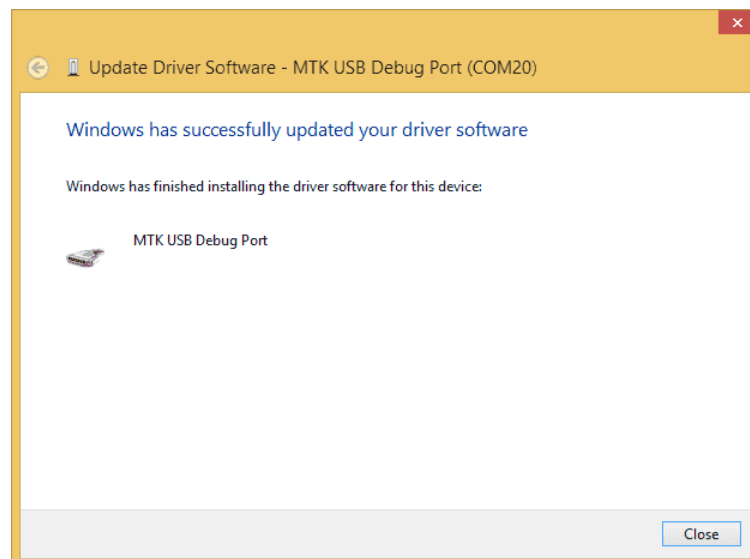 Update Driver Software - MTK USB Debug Port (COM20)
Windows has successfully updated your driver software
Windows has finished installing the driver software for this device:
MTK USB Debug Port
Close